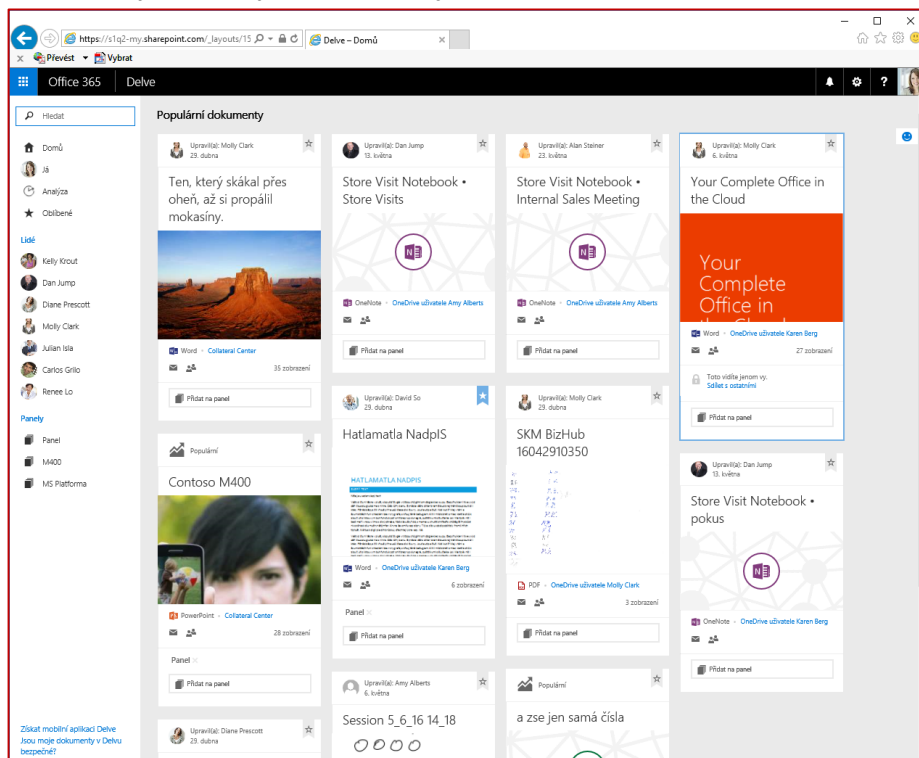 https://s1q2-my.sharepoint.com/_layouts/15
Delve – Domů
x
Převést
Vybrat
Office 365
Delve
?
Hledat
Domů
Já
Analýza
Oblíbené
Lidé
Kelly Krout
Dan Jump
Diane Prescott
Molly Clark
Julian Isla
Carlos Grilo
Renee Lo
Panely
Panel
M400
MS Platforma
Získat mobilní aplikaci Delve
Jsou moje dokumenty v Delvu
bezpečné?
Populární dokumenty
Upravil(a): Molly Clark
29. dubna
Ten, který skákal přes
oheň, až si propálil
mokasíny.
Word • Collateral Center
35 zobrazení
Přidat na panel
Populární
Contoso M400
PowerPoint • Collateral Center
28 zobrazení
Panel ×
Přidat na panel
Upravil(a): Diane Prescott
29. dubna
Upravil(a): Dan Jump
13. května
Store Visit Notebook •
Store Visits
N
OneNote • OneDrive uživatele Amy Alberts
Přidat na panel
Upravil(a): David So
29. dubna
Hatlamatla NadpIS
HATLAMATLA NADPIS
Word • OneDrive uživatele Karen Berg
6 zobrazení
Panel ×
Přidat na panel
Upravil(a): Amy Alberts
6. května
Session 5_6_16 14_18
Upravil(a): Alan Steiner
23. května
Store Visit Notebook •
Internal Sales Meeting
N
OneNote • OneDrive uživatele Amy Alberts
Přidat na panel
Upravil(a): Molly Clark
29. dubna
SKM BizHub
16042910350
PDF • OneDrive uživatele Molly Clark
3 zobrazení
Přidat na panel
Populární
a zse jen samá čísla
Upravil(a): Molly Clark
6. května
Your Complete Office in
the Cloud
Your
Complete
Office in
the Cloud
Word • OneDrive uživatele Karen Berg
27 zobrazení
Toto vidíte jenom vy.
Sdílet s ostatními
Přidat na panel
Upravil(a): Dan Jump
13. května
Store Visit Notebook •
pokus
N
OneNote • OneDrive uživatele Karen Berg
Přidat na panel